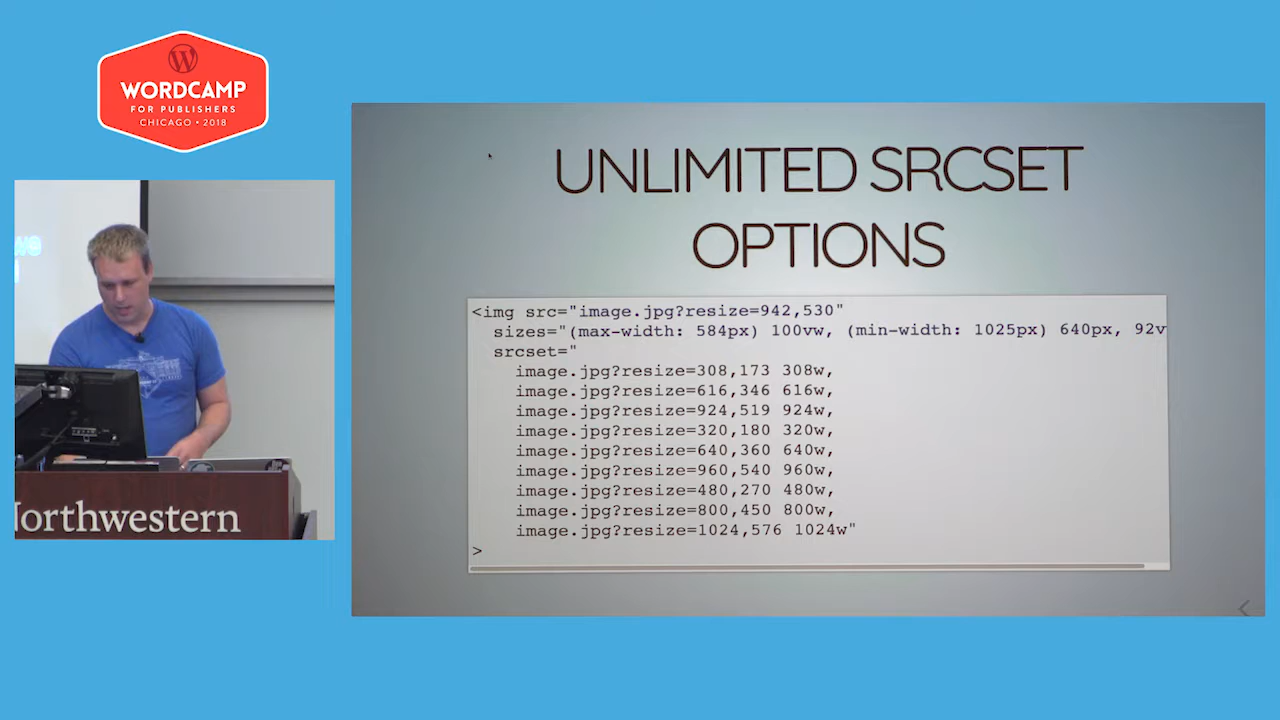 WORDCAMP
FOR PUBLISHERS
CHICAGO • 2018
orthwestern
UNLIMITED SRCSET
OPTIONS
<img src="image.jpg?resize=942,530"
sizes="(max-width: 584px) 100vw, (min-width: 1025px) 640px, 92v
srcset="
image.jpg?resize=308,173 308w,
image.jpg?resize=616,346 616w,
image.jpg?resize=924,519 924w,
image.jpg?resize=320,180 320w,
image.jpg?resize=640,360 640w,
image.jpg?resize=960,540 960w,
image.jpg?resize=480,270 480w,
image.jpg?resize=800,450 800w,
image.jpg?resize=1024,576 1024w"
>